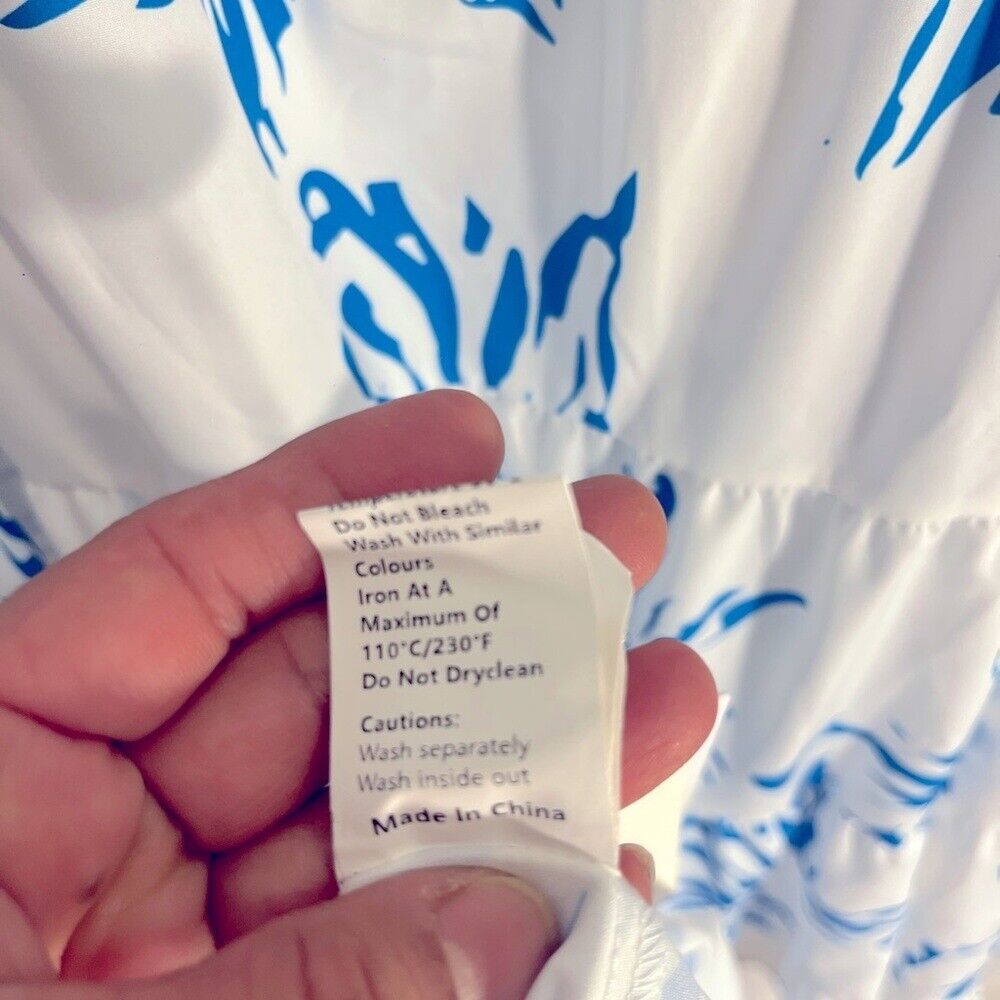 Do Not Bleach
Wash With Similar
Colours
Iron At A
Maximum Of
110°C/230°F
Do Not Dryclean
Cautions:
Wash separately
Wash inside out
Made In China